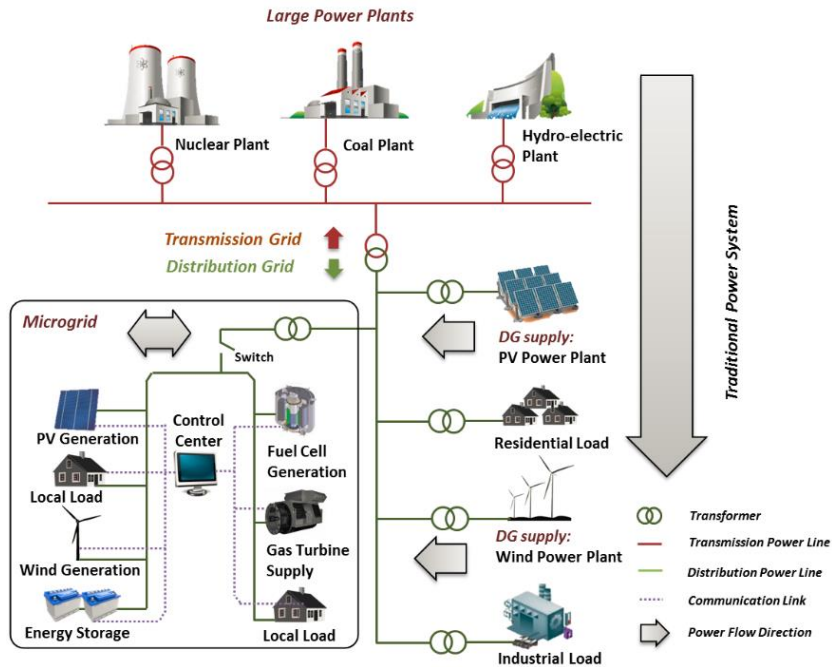 Large Power Plants
Nuclear Plant
Coal Plant
Hydro-electric
Plant
Transmission Grid
Distribution Grid
Traditional Power System
Microgrid
Switch
DG supply:
PV Power Plant
PV Generation
Control
Center
Fuel Cell
Generation
Residential Load
Local Load
Gas Turbine
Supply
DG supply:
Wind Power Plant
Wind Generation
Energy Storage
Local Load
Industrial Load
Transformer
Transmission Power Line
Distribution Power Line
Communication Link
Power Flow Direction